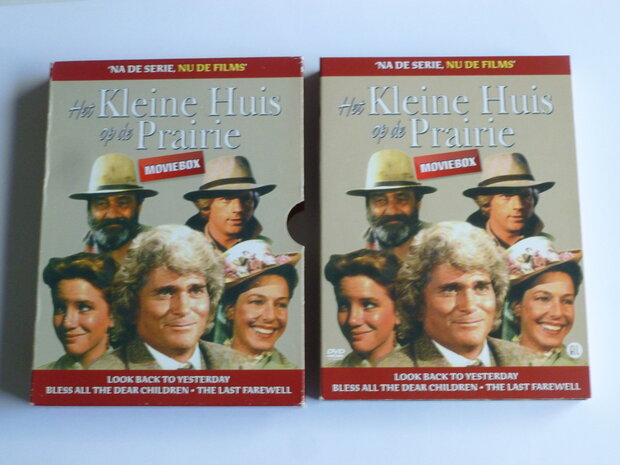 'NA DE SERIE, NU DE FILMS'
Het Kleine Huis
op de Prairie
MOVIEBOX
LOOK BACK TO YESTERDAY
BLESS ALL THE DEAR CHILDREN - THE LAST FAREWELL
'NA DE SERIE, NU DE FILMS'
Het Kleine Huis
op de Prairie
MOVIEBOX
DVD
AL
LOOK BACK TO YESTERDAY
BLESS ALL THE DEAR CHILDREN - THE LAST FAREWELL